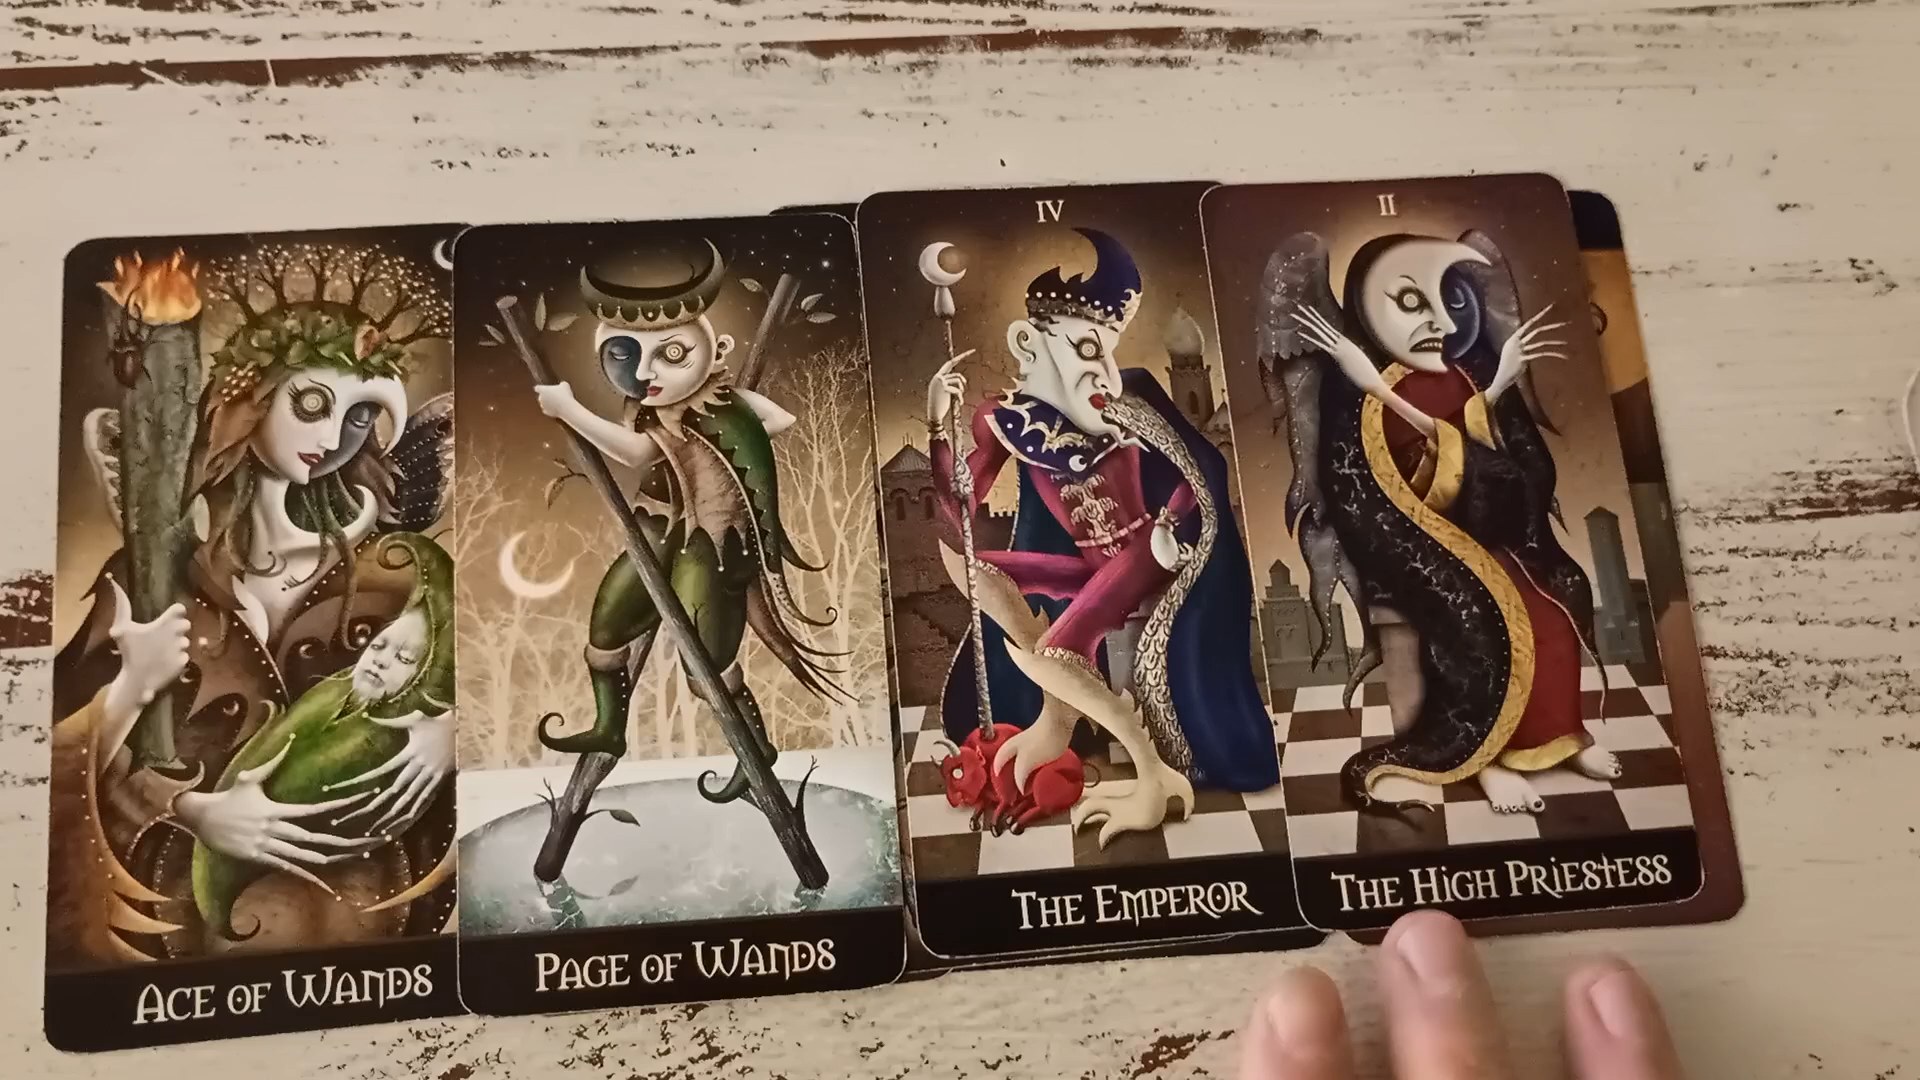 IV
II
ACE OF WANDS
PAGE OF WANDS
THE EMPEROR
THE HIGH PRIESTESS